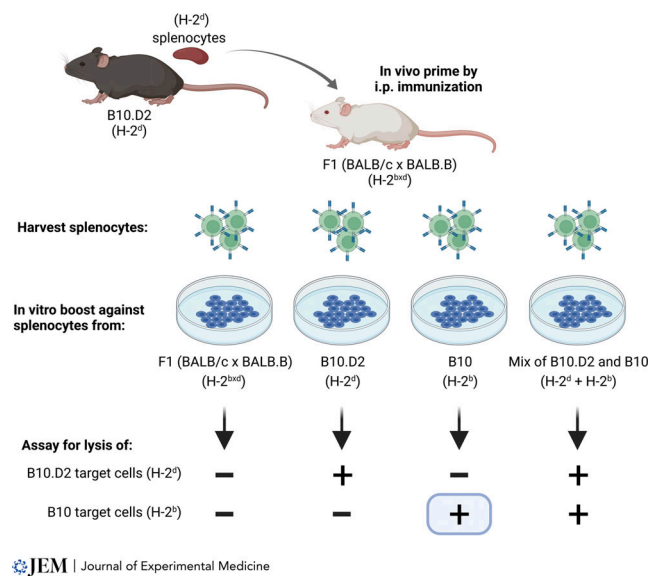 (H-2ᵈ)
splenocytes
In vivo prime by
i.p. immunization
B10.D2
(H-2ᵈ)
F1 (BALB/c x BALB.B)
(H-2ᵇˣᵈ)
Harvest splenocytes:
In vitro boost against
splenocytes from:
F1 (BALB/c x BALB.B) B10.D2 B10 Mix of B10.D2 and B10
(H-2ᵇˣᵈ) (H-2ᵈ) (H-2ᵇ) (H-2ᵈ + H-2ᵇ)
Assay for lysis of:
B10.D2 target cells (H-2ᵈ) − + − +
B10 target cells (H-2ᵇ) − − + +
JEM | Journal of Experimental Medicine